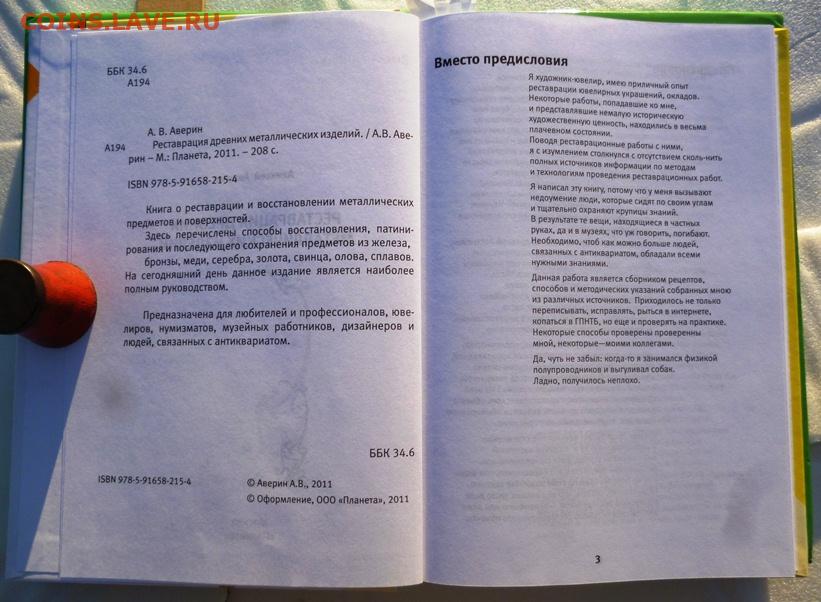 COINS.LAVE.RU
ББК 34.6
А194
А. В. Аверин
А194
Реставрация древних металлических изделий. / А.В. Аве-
рин – М.: Планета, 2011. – 208 с.
ISBN 978-5-91658-215-4
Книга о реставрации и восстановлении металлических
предметов и поверхностей.
Здесь перечислены способы восстановления, патини-
рования и последующего сохранения предметов из железа,
бронзы, меди, серебра, золота, свинца, олова, сплавов.
На сегодняшний день данное издание является наиболее
полным руководством.
Предназначена для любителей и профессионалов, юве-
лиров, нумизматов, музейных работников, дизайнеров и
людей, связанных с антиквариатом.
ББК 34.6
ISBN 978-5-91658-215-4
© Аверин А.В., 2011
© Оформление, ООО «Планета», 2011
Вместо предисловия
Я художник-ювелир, имею приличный опыт
реставрации ювелирных украшений, окладов.
Некоторые работы, попадавшие ко мне,
и представлявшие немалую историческую
художественную ценность, находились в весьма
плачевном состоянии.
Поводя реставрационные работы с ними,
я с изумлением столкнулся с отсутствием сколь-нить
полных источников информации по методам
и технологиям проведения реставрационных работ.
Я написал эту книгу, потому что у меня вызывают
недоумение люди, которые сидят по своим углам
и тщательно охраняют крупицы знаний.
В результате те вещи, находящиеся в частных
руках, да и в музеях, что уж говорить, погибают.
Необходимо, чтоб как можно больше людей,
связанных с антиквариатом, обладали всеми
нужными знаниями.
Данная работа является сборником рецептов,
способов и методических указаний собранных мною
из различных источников. Приходилось не только
переписывать, исправлять, рыться в интернете,
копаться в ГПНТБ, но еще и проверять на практике.
Некоторые способы проверены проверенны
мной, некоторые—моими коллегами.
Да, чуть не забыл: когда-то я занимался физикой
полупроводников и выгуливал собак.
Ладно, получилось неплохо.
3